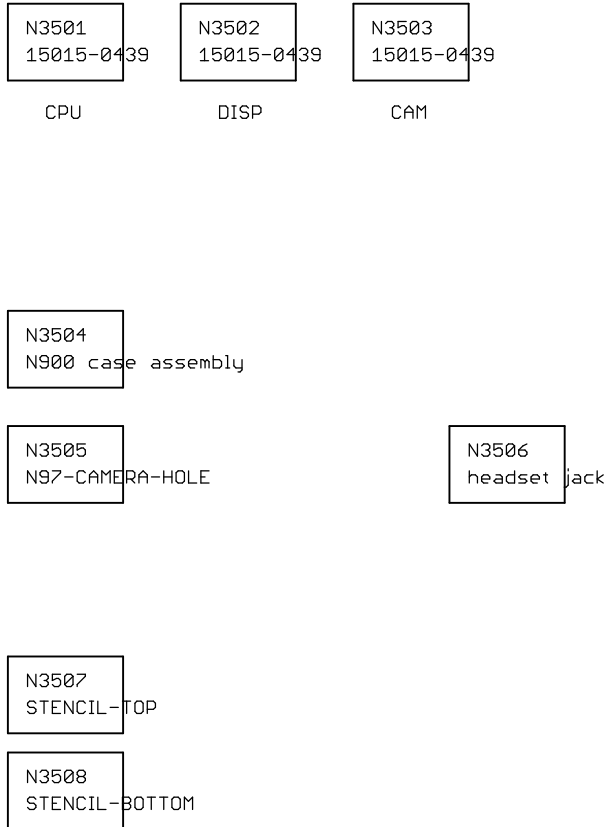 N3501
15015-0439
N3502
15015-0439
N3503
15015-0439
CPU
DISP
CAM
N3504
N900 case assembly
N3505
N97-CAMERA-HOLE
N3506
headset jack
N3507
STENCIL-TOP
N3508
STENCIL-BOTTOM